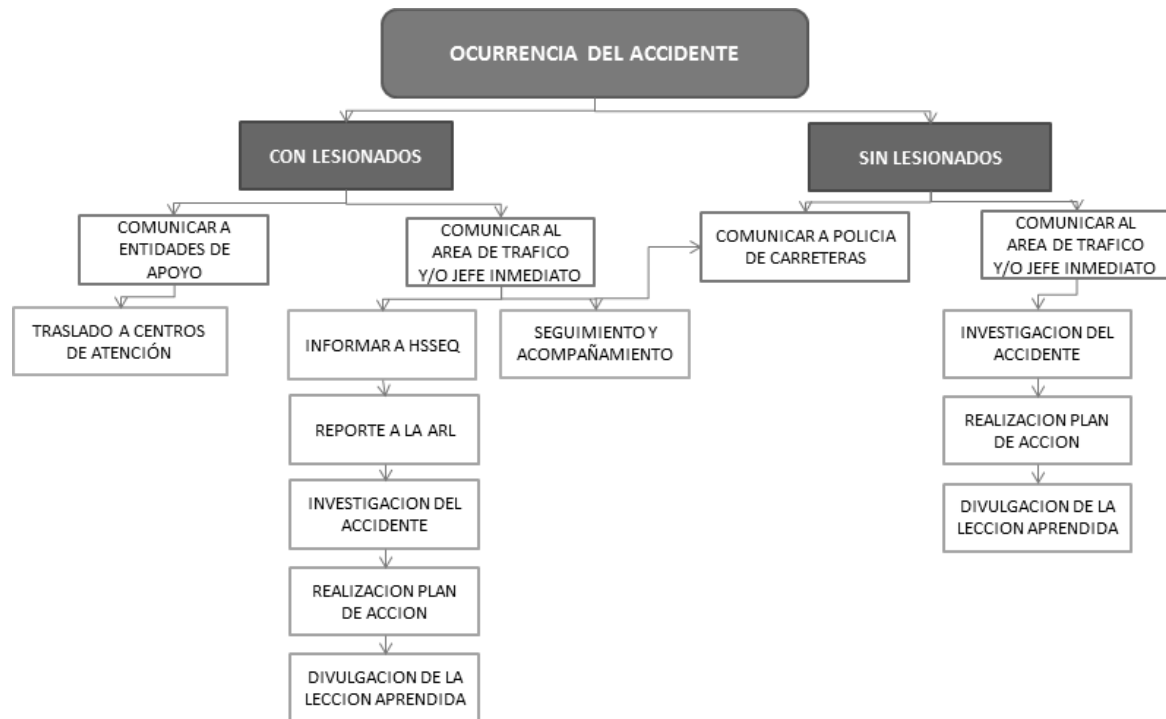 OCURRENCIA DEL ACCIDENTE
CON LESIONADOS
SIN LESIONADOS
COMUNICAR A
ENTIDADES DE
APOYO
COMUNICAR AL
AREA DE TRAFICO
Y/O JEFE INMEDIATO
COMUNICAR A POLICIA
DE CARRETERAS
COMUNICAR AL
AREA DE TRAFICO
Y/O JEFE INMEDIATO
TRASLADO A CENTROS
DE ATENCIÓN
INFORMAR A HSSEQ
SEGUIMIENTO Y
ACOMPAÑAMIENTO
INVESTIGACION DEL
ACCIDENTE
REPORTE A LA ARL
REALIZACION PLAN
DE ACCION
INVESTIGACION DEL
ACCIDENTE
DIVULGACION DE LA
LECCION APRENDIDA
REALIZACION PLAN
DE ACCION
DIVULGACION DE LA
LECCION APRENDIDA